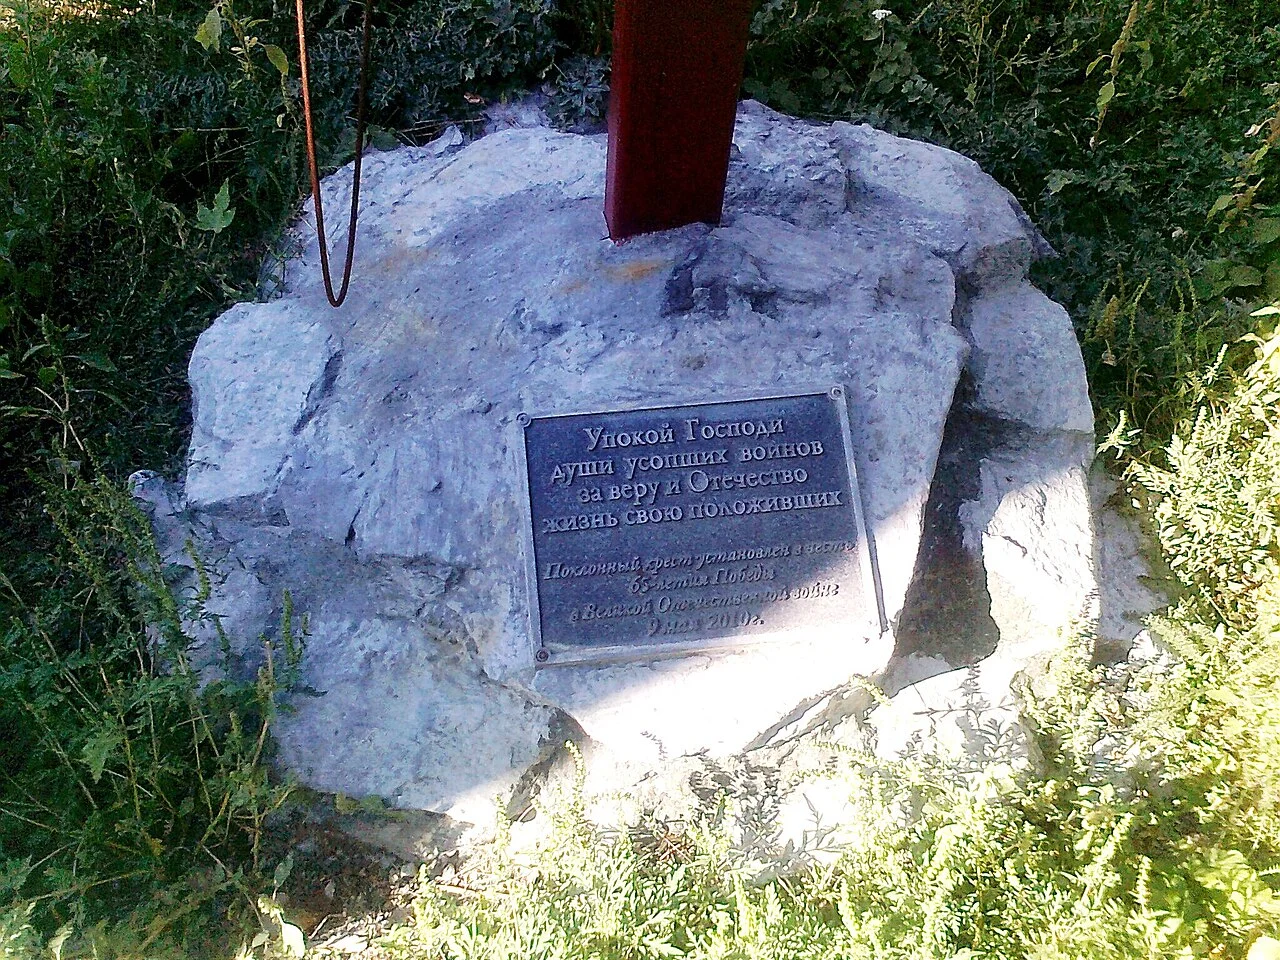 Упокой Господи
души усопших воинов
за веру и Отечество
жизнь свою положивших
Поклонный крест установлен в честь
65-летия Победы
в Великой Отечественной войне
9 мая 2010г.